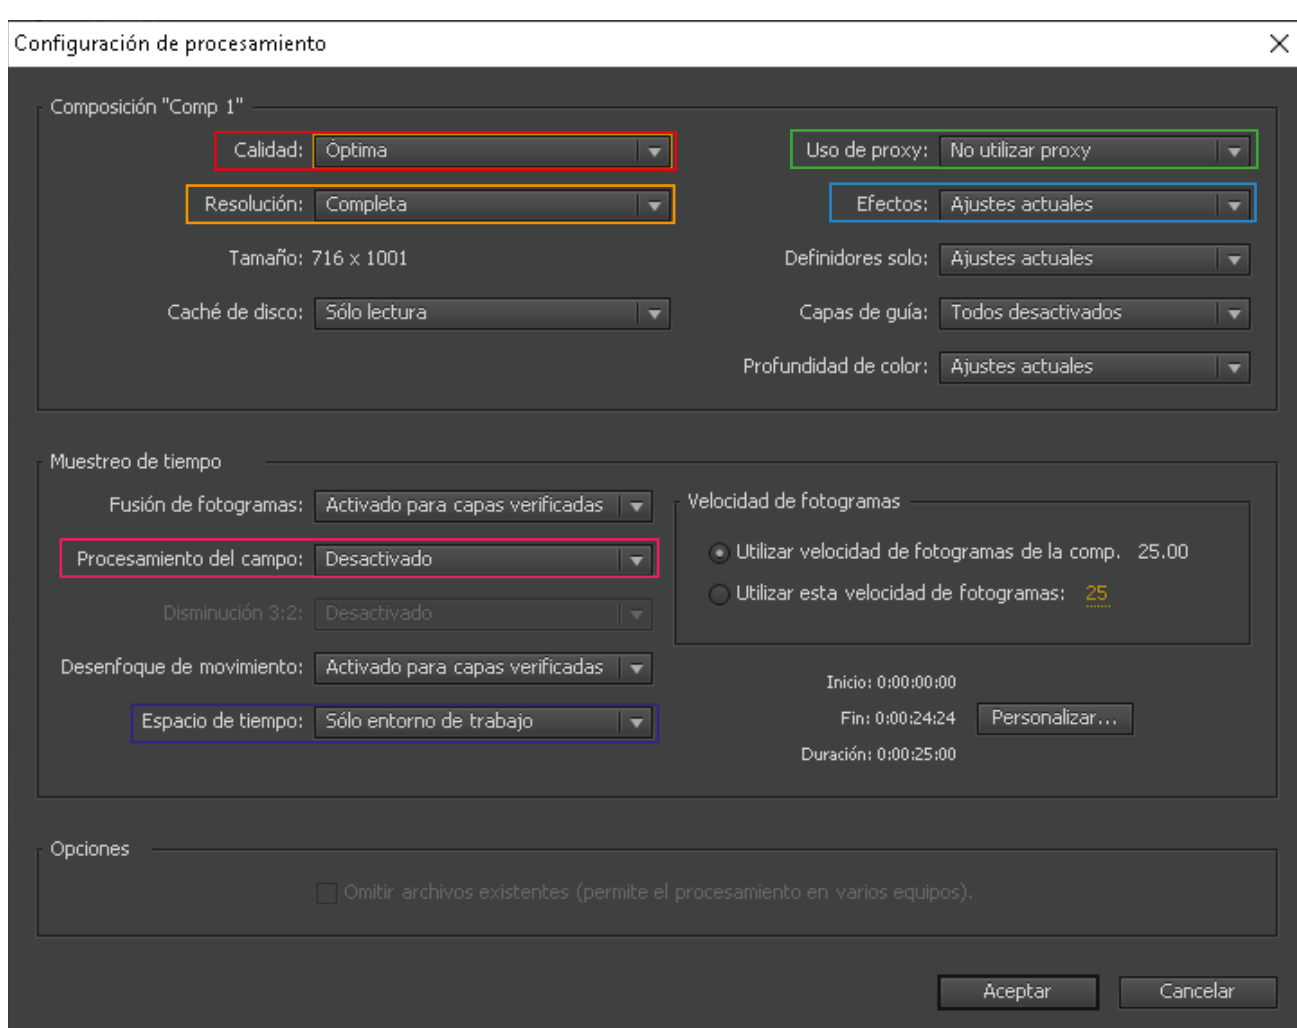 Configuración de procesamiento
Composición "Comp 1"
Calidad: Óptima
Uso de proxy: No utilizar proxy
Resolución: Completa
Efectos: Ajustes actuales
Tamaño: 716 x 1001
Definidores solo: Ajustes actuales
Caché de disco: Sólo lectura
Capas de guía: Todos desactivados
Profundidad de color: Ajustes actuales
Muestreo de tiempo
Fusión de fotogramas: Activado para capas verificadas
Velocidad de fotogramas
Procesamiento del campo: Desactivado
Utilizar velocidad de fotogramas de la comp. 25.00
Disminución 3:2: Desactivado
Utilizar esta velocidad de fotogramas: 25
Desenfoque de movimiento: Activado para capas verificadas
Inicio: 0:00:00:00
Espacio de tiempo: Sólo entorno de trabajo
Fin: 0:00:24:24 Personalizar...
Duración: 0:00:25:00
Opciones
Omitir archivos existentes (permite el procesamiento en varios equipos).
Aceptar Cancelar